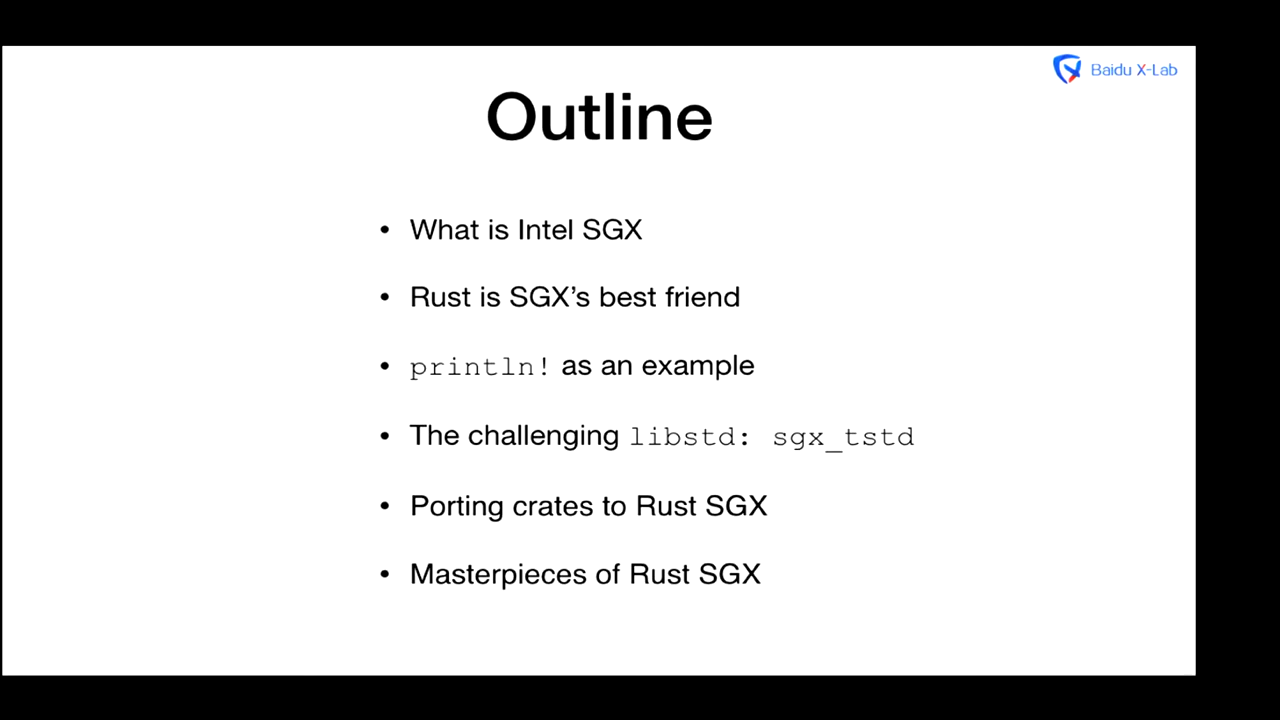 Baidu X-Lab
Outline
• What is Intel SGX
• Rust is SGX’s best friend
• println! as an example
• The challenging libstd: sgx_tstd
• Porting crates to Rust SGX
• Masterpieces of Rust SGX